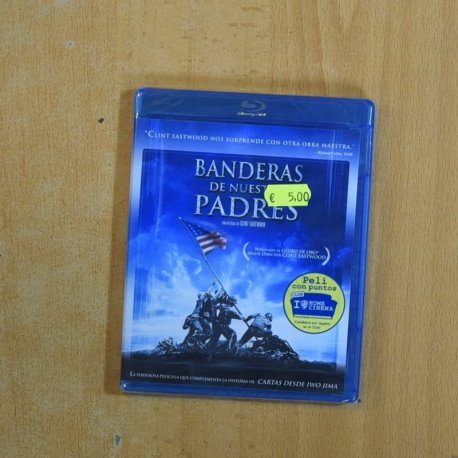 Blu-ray Disc
"CLINT EASTWOOD NOS SORPRENDE CON OTRA OBRA MAESTRA."
BANDERAS
DE NUES
€ 5,00
PADRES
UNA PELÍCULA DE CLINT EASTWOOD
NOMINADA AL GLOBO DE ORO
MEJOR DIRECTOR CLINT EASTWOOD
Peli
con puntos
I
HOME
CINEMA
LA PODEROSA PELÍCULA QUE COMPLEMENTA LA HISTORIA DE CARTAS DESDE IWO JIMA